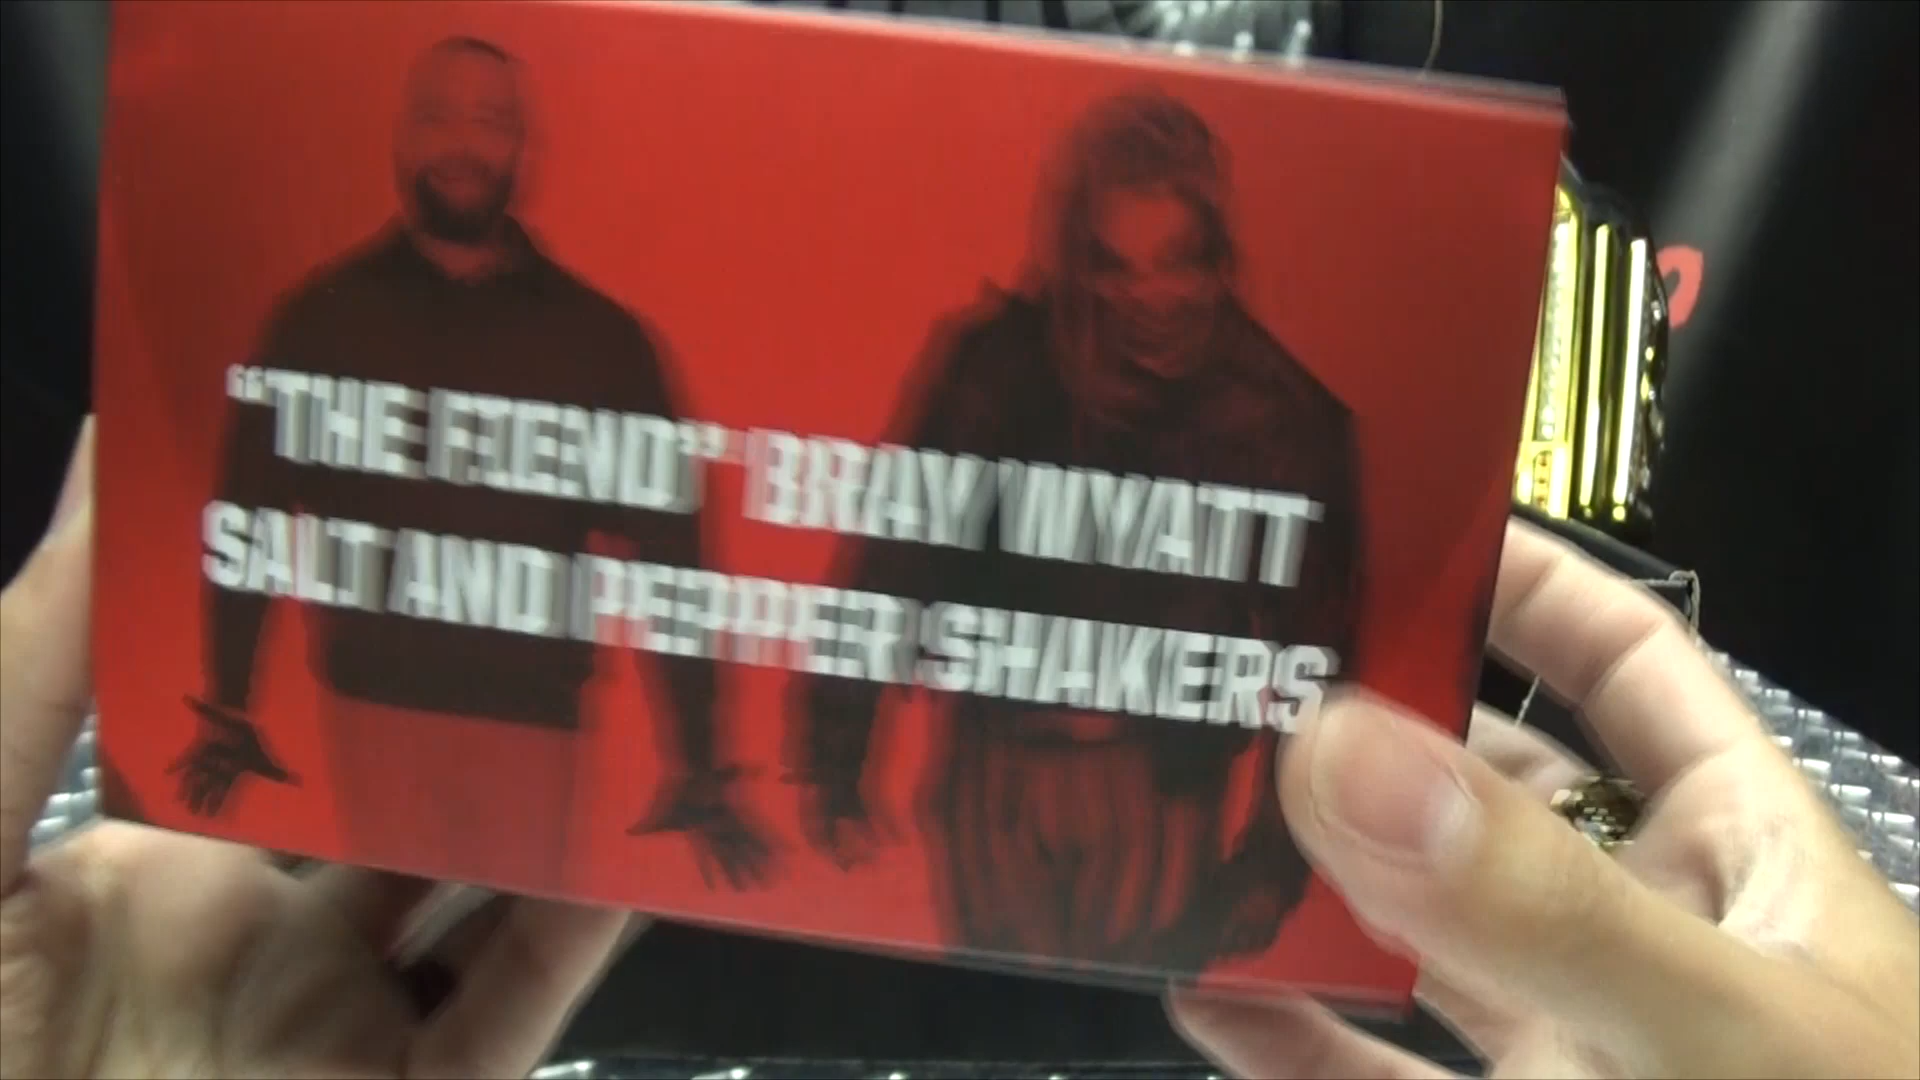 “THE FIEND” BRAY WYATT
SALT AND PEPPER SHAKERS